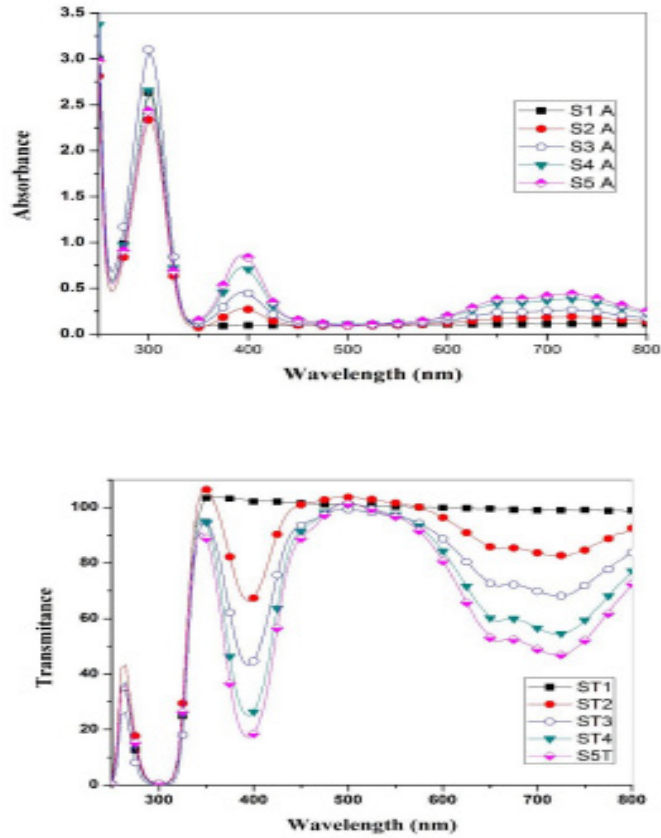 3.5
3.0
2.5
2.0
1.5
1.0
0.5
0.0
Absorbance
S1 A
S2 A
S3 A
S4 A
S5 A
300 400 500 600 700 800
Wavelength (nm)
100
80
60
40
20
0
Transmitance
ST1
ST2
ST3
ST4
S5T
300 400 500 600 700 800
Wavelength (nm)